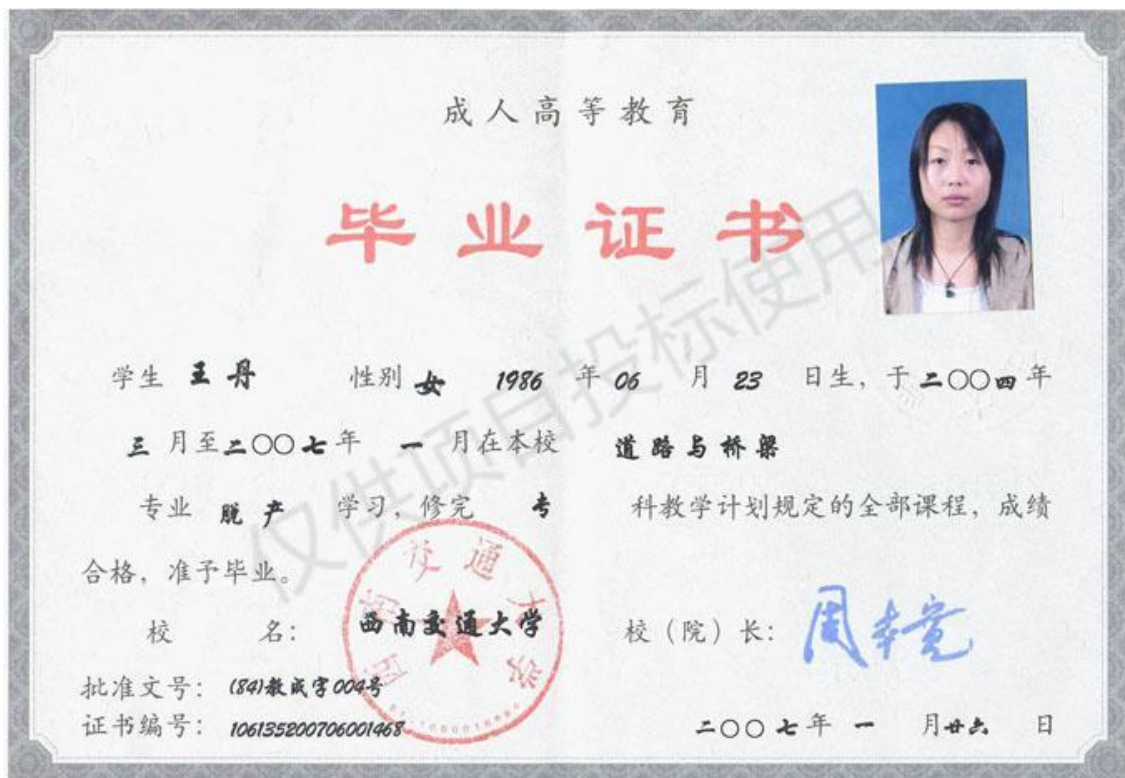 成人高等教育
毕业证书
学生 王丹 性别 女 1986 年 06 月 23 日生，于二〇〇四年
三月至二〇〇七年 一 月在本校 道路与桥梁
专业 脱产 学习，修完 专 科教学计划规定的全部课程，成绩
合格，准予毕业。
校 名： 西南交通大学 校（院）长：
西南交通大学
批准文号： (84)教成字004号
证书编号： 106135200706001468 二〇〇七年 一 月廿六 日
仅供项目投标使用